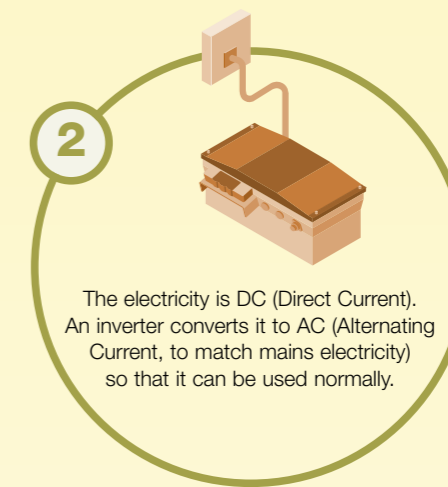 2
The electricity is DC (Direct Current).
An inverter converts it to AC (Alternating
Current, to match mains electricity)
so that it can be used normally.